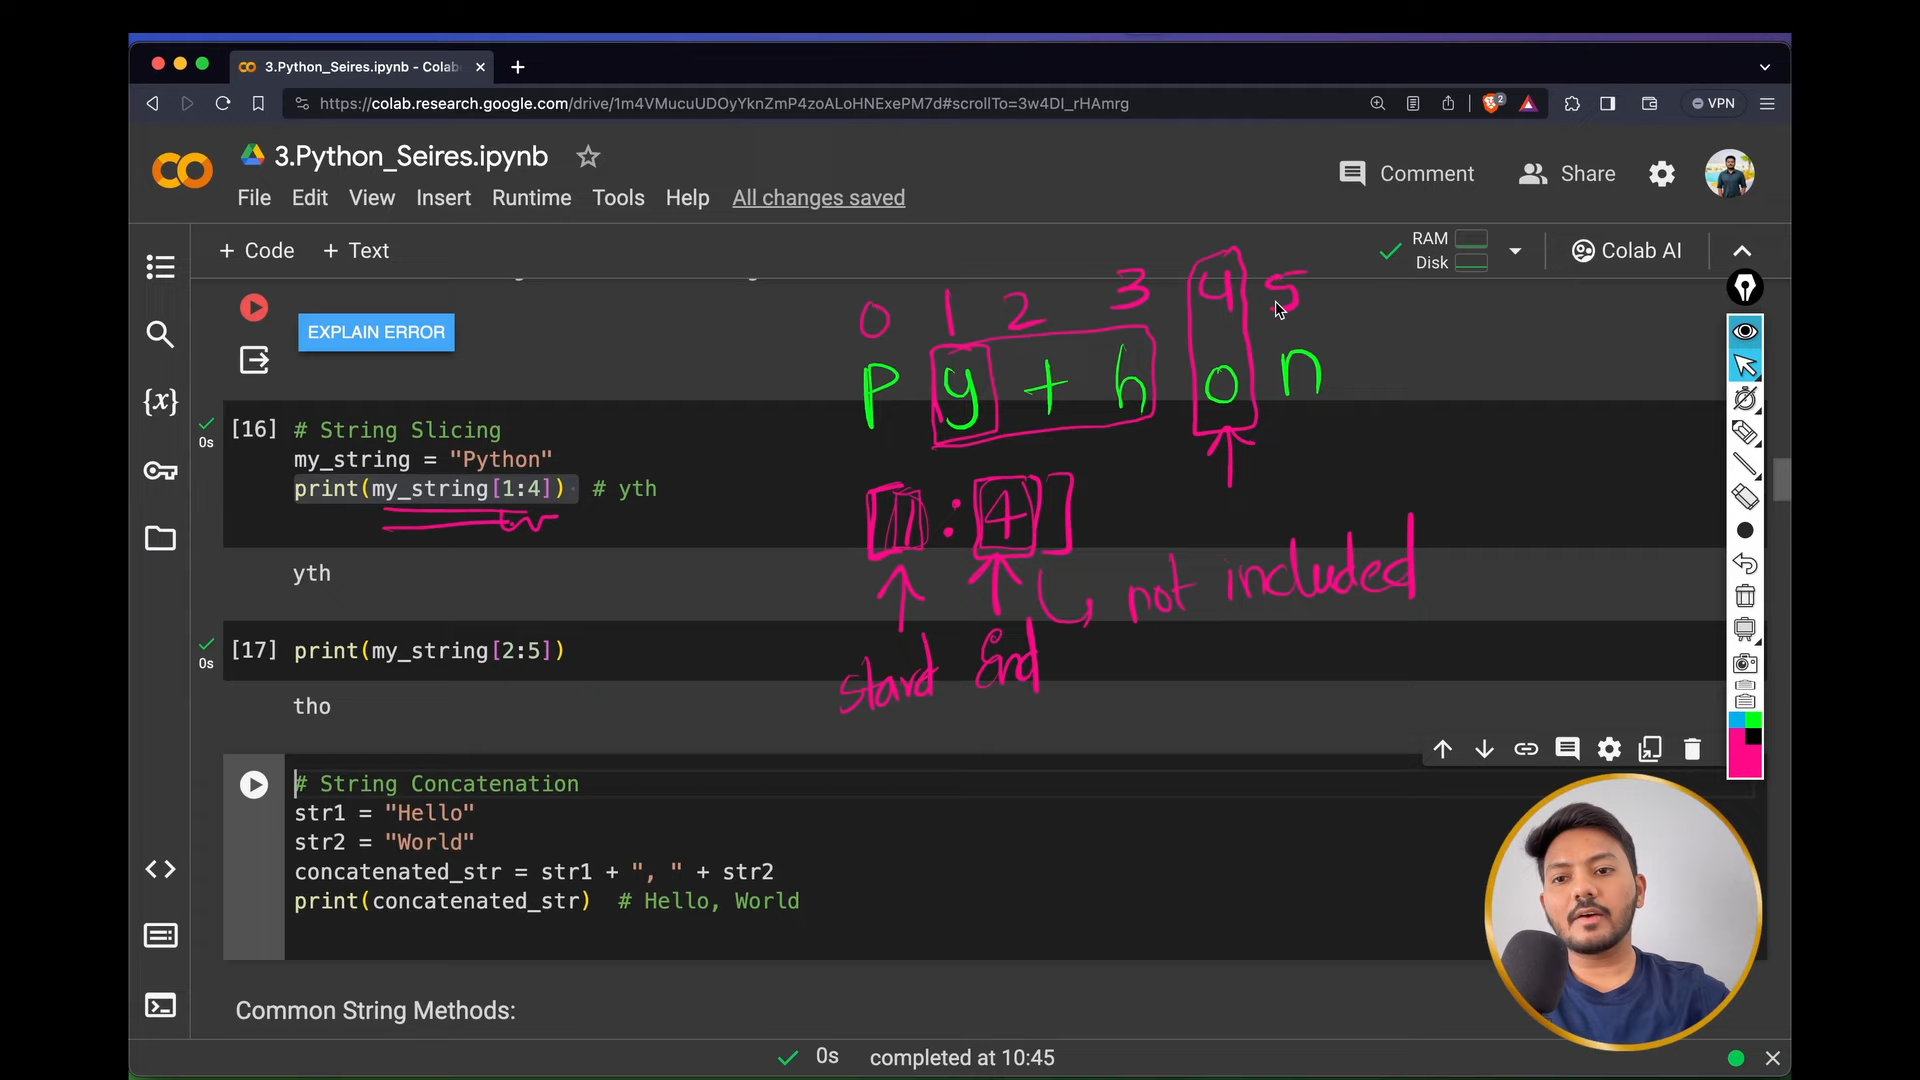 3.Python_Seires.ipynb - Colab
https://colab.research.google.com/drive/1m4VMucuUDOyYknZmP4zoALoHNExePM7d#scrollTo=3w4DI_rHAmrg
2
VPN
CO
3.Python_Seires.ipynb
Comment
Share
File Edit View Insert Runtime Tools Help All changes saved
+ Code + Text
RAM
Disk
Colab AI
0 1 2 3 4 5
EXPLAIN ERROR
P y t h o n
{x}
0s
[16]
# String Slicing
my_string = "Python"
print(my_string[1:4]) # yth
[1:4]
yth
not included
0s
[17] print(my_string[2:5])
start End
tho
# String Concatenation
str1 = "Hello"
str2 = "World"
concatenated_str = str1 + ", " + str2
print(concatenated_str) # Hello, World
Common String Methods:
0s completed at 10:45